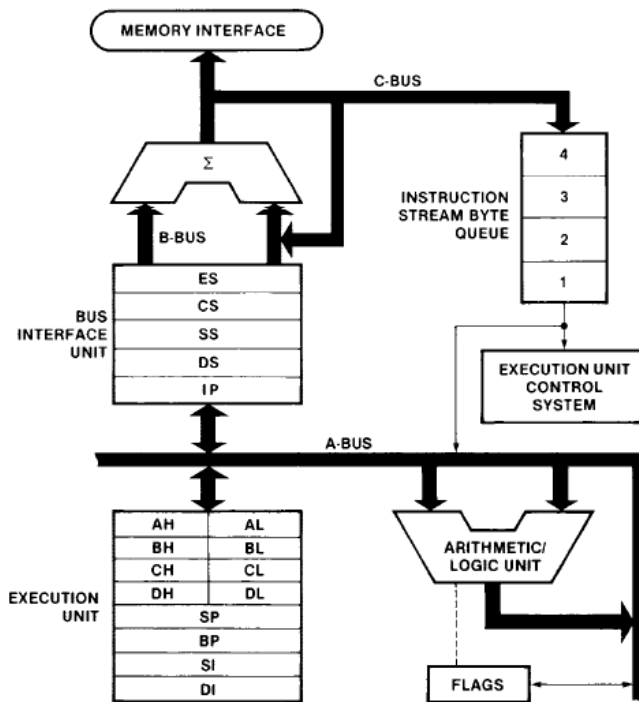 MEMORY INTERFACE
C-BUS
Σ
B-BUS
4
3
2
1
INSTRUCTION
STREAM BYTE
QUEUE
ES
CS
SS
DS
IP
BUS
INTERFACE
UNIT
EXECUTION UNIT
CONTROL
SYSTEM
A-BUS
AH AL
BH BL
CH CL
DH DL
SP
BP
SI
DI
EXECUTION
UNIT
ARITHMETIC/
LOGIC UNIT
FLAGS